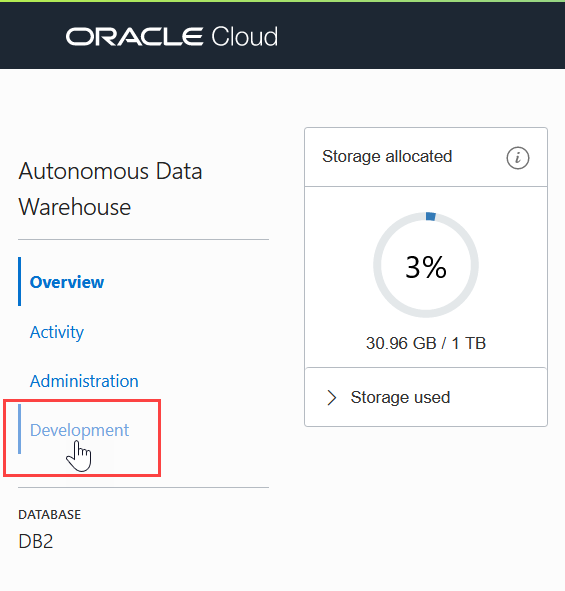 ORACLE Cloud
Autonomous Data
Warehouse
Overview
Activity
Administration
Development
DATABASE
DB2
Storage allocated
i
3%
30.96 GB / 1 TB
Storage used